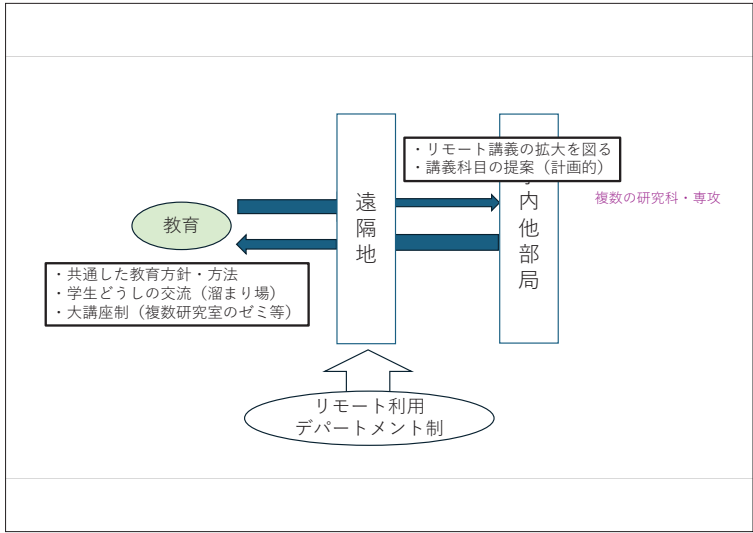 ・リモート講義の拡大を図る
・講義科目の提案（計画的）
遠隔地
内他部局
複数の研究科・専攻
教育
・共通した教育方針・方法
・学生どうしの交流（溜まり場）
・大講座制（複数研究室のゼミ等）
リモート利用
デパートメント制